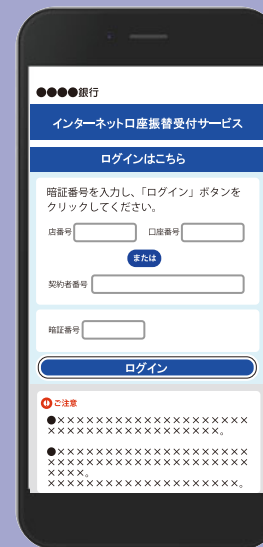 ●●●●銀行
インターネット口座振替受付サービス
ログインはこちら
暗証番号を入力し、「ログイン」ボタンを
クリックしてください。
店番号 口座番号
または
契約者番号
暗証番号
ログイン
ご注意
●×××××××××××××××××××
××××××××××××××××××。
●×××××××××××××××××××
××××××××××××××××××××
××××。
×××××××××××××××××××。